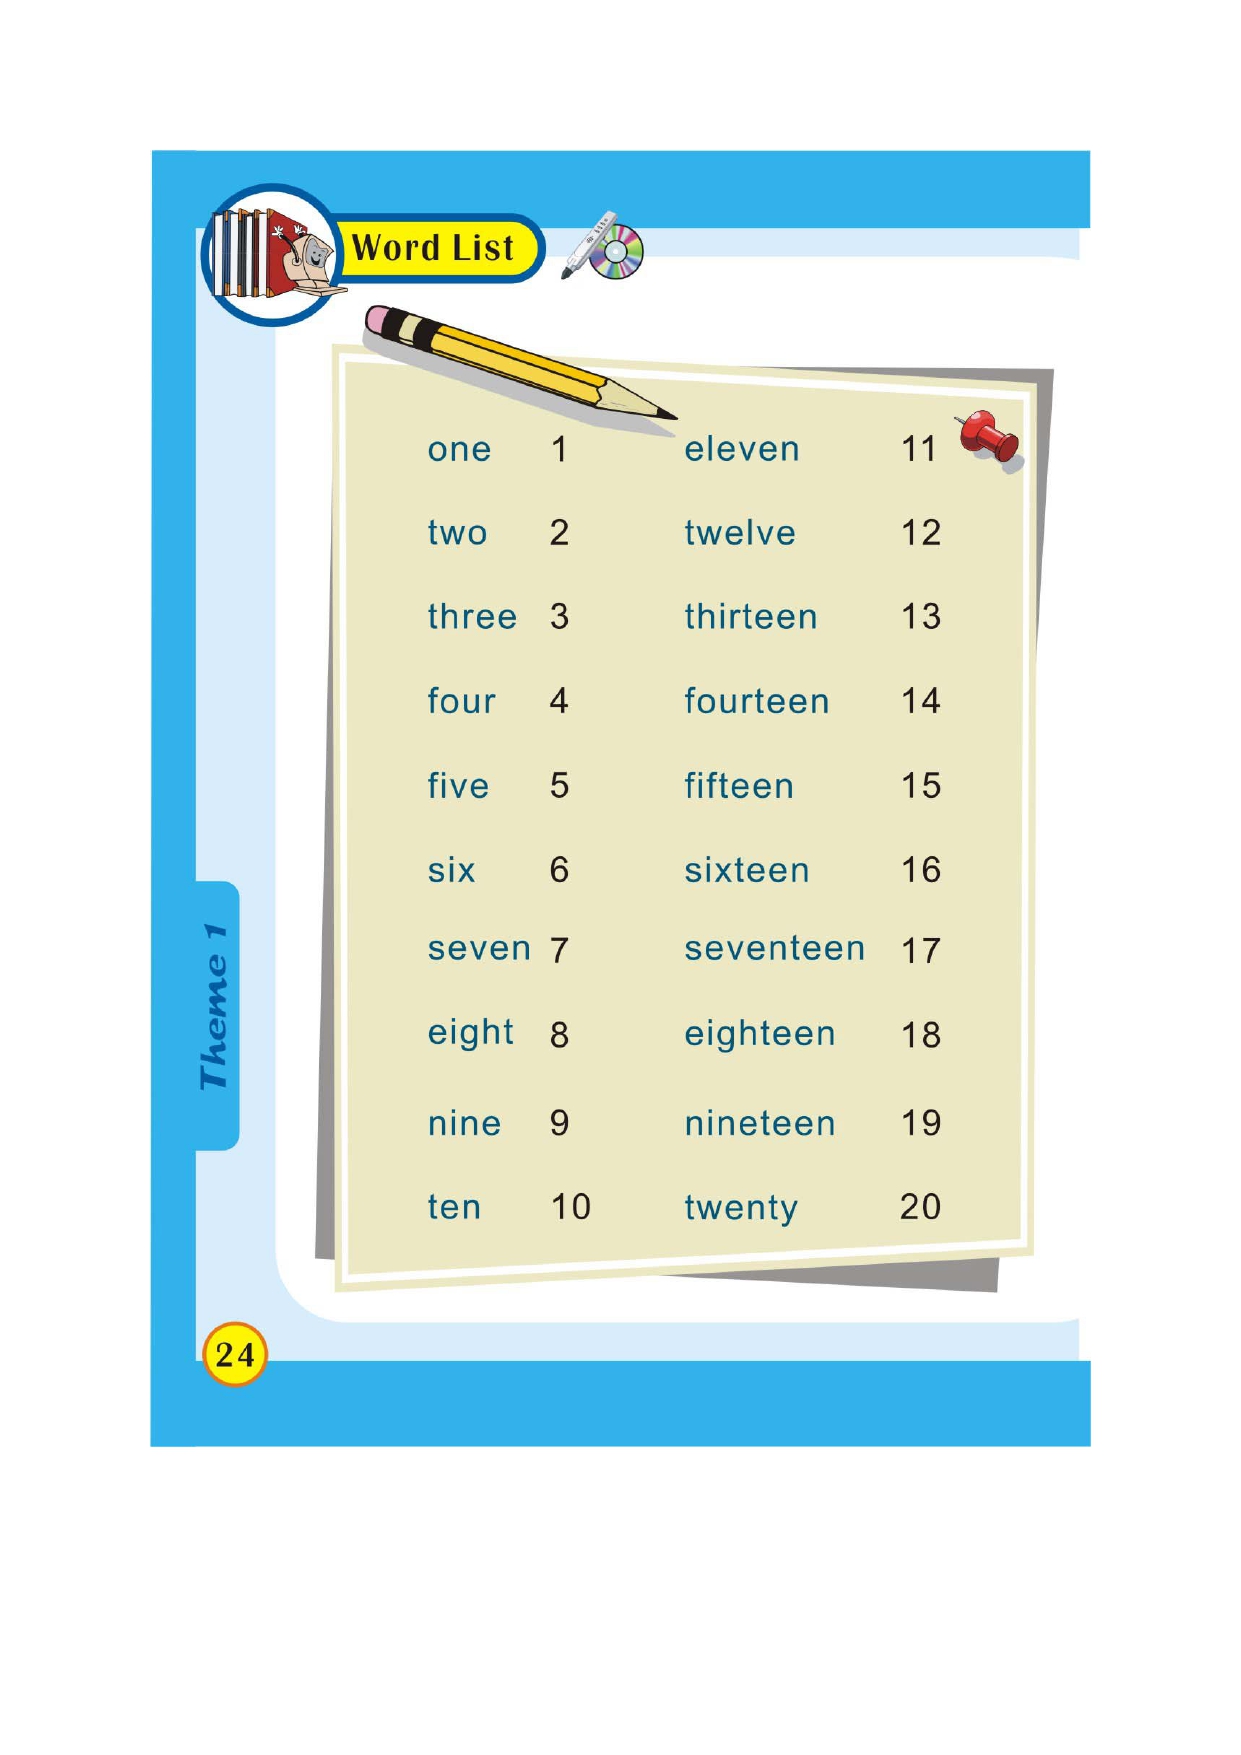 Word List
one 1 eleven 11
two 2 twelve 12
three 3 thirteen 13
four 4 fourteen 14
five 5 fifteen 15
six 6 sixteen 16
seven 7 seventeen 17
eight 8 eighteen 18
nine 9 nineteen 19
ten 10 twenty 20
Theme 1
24